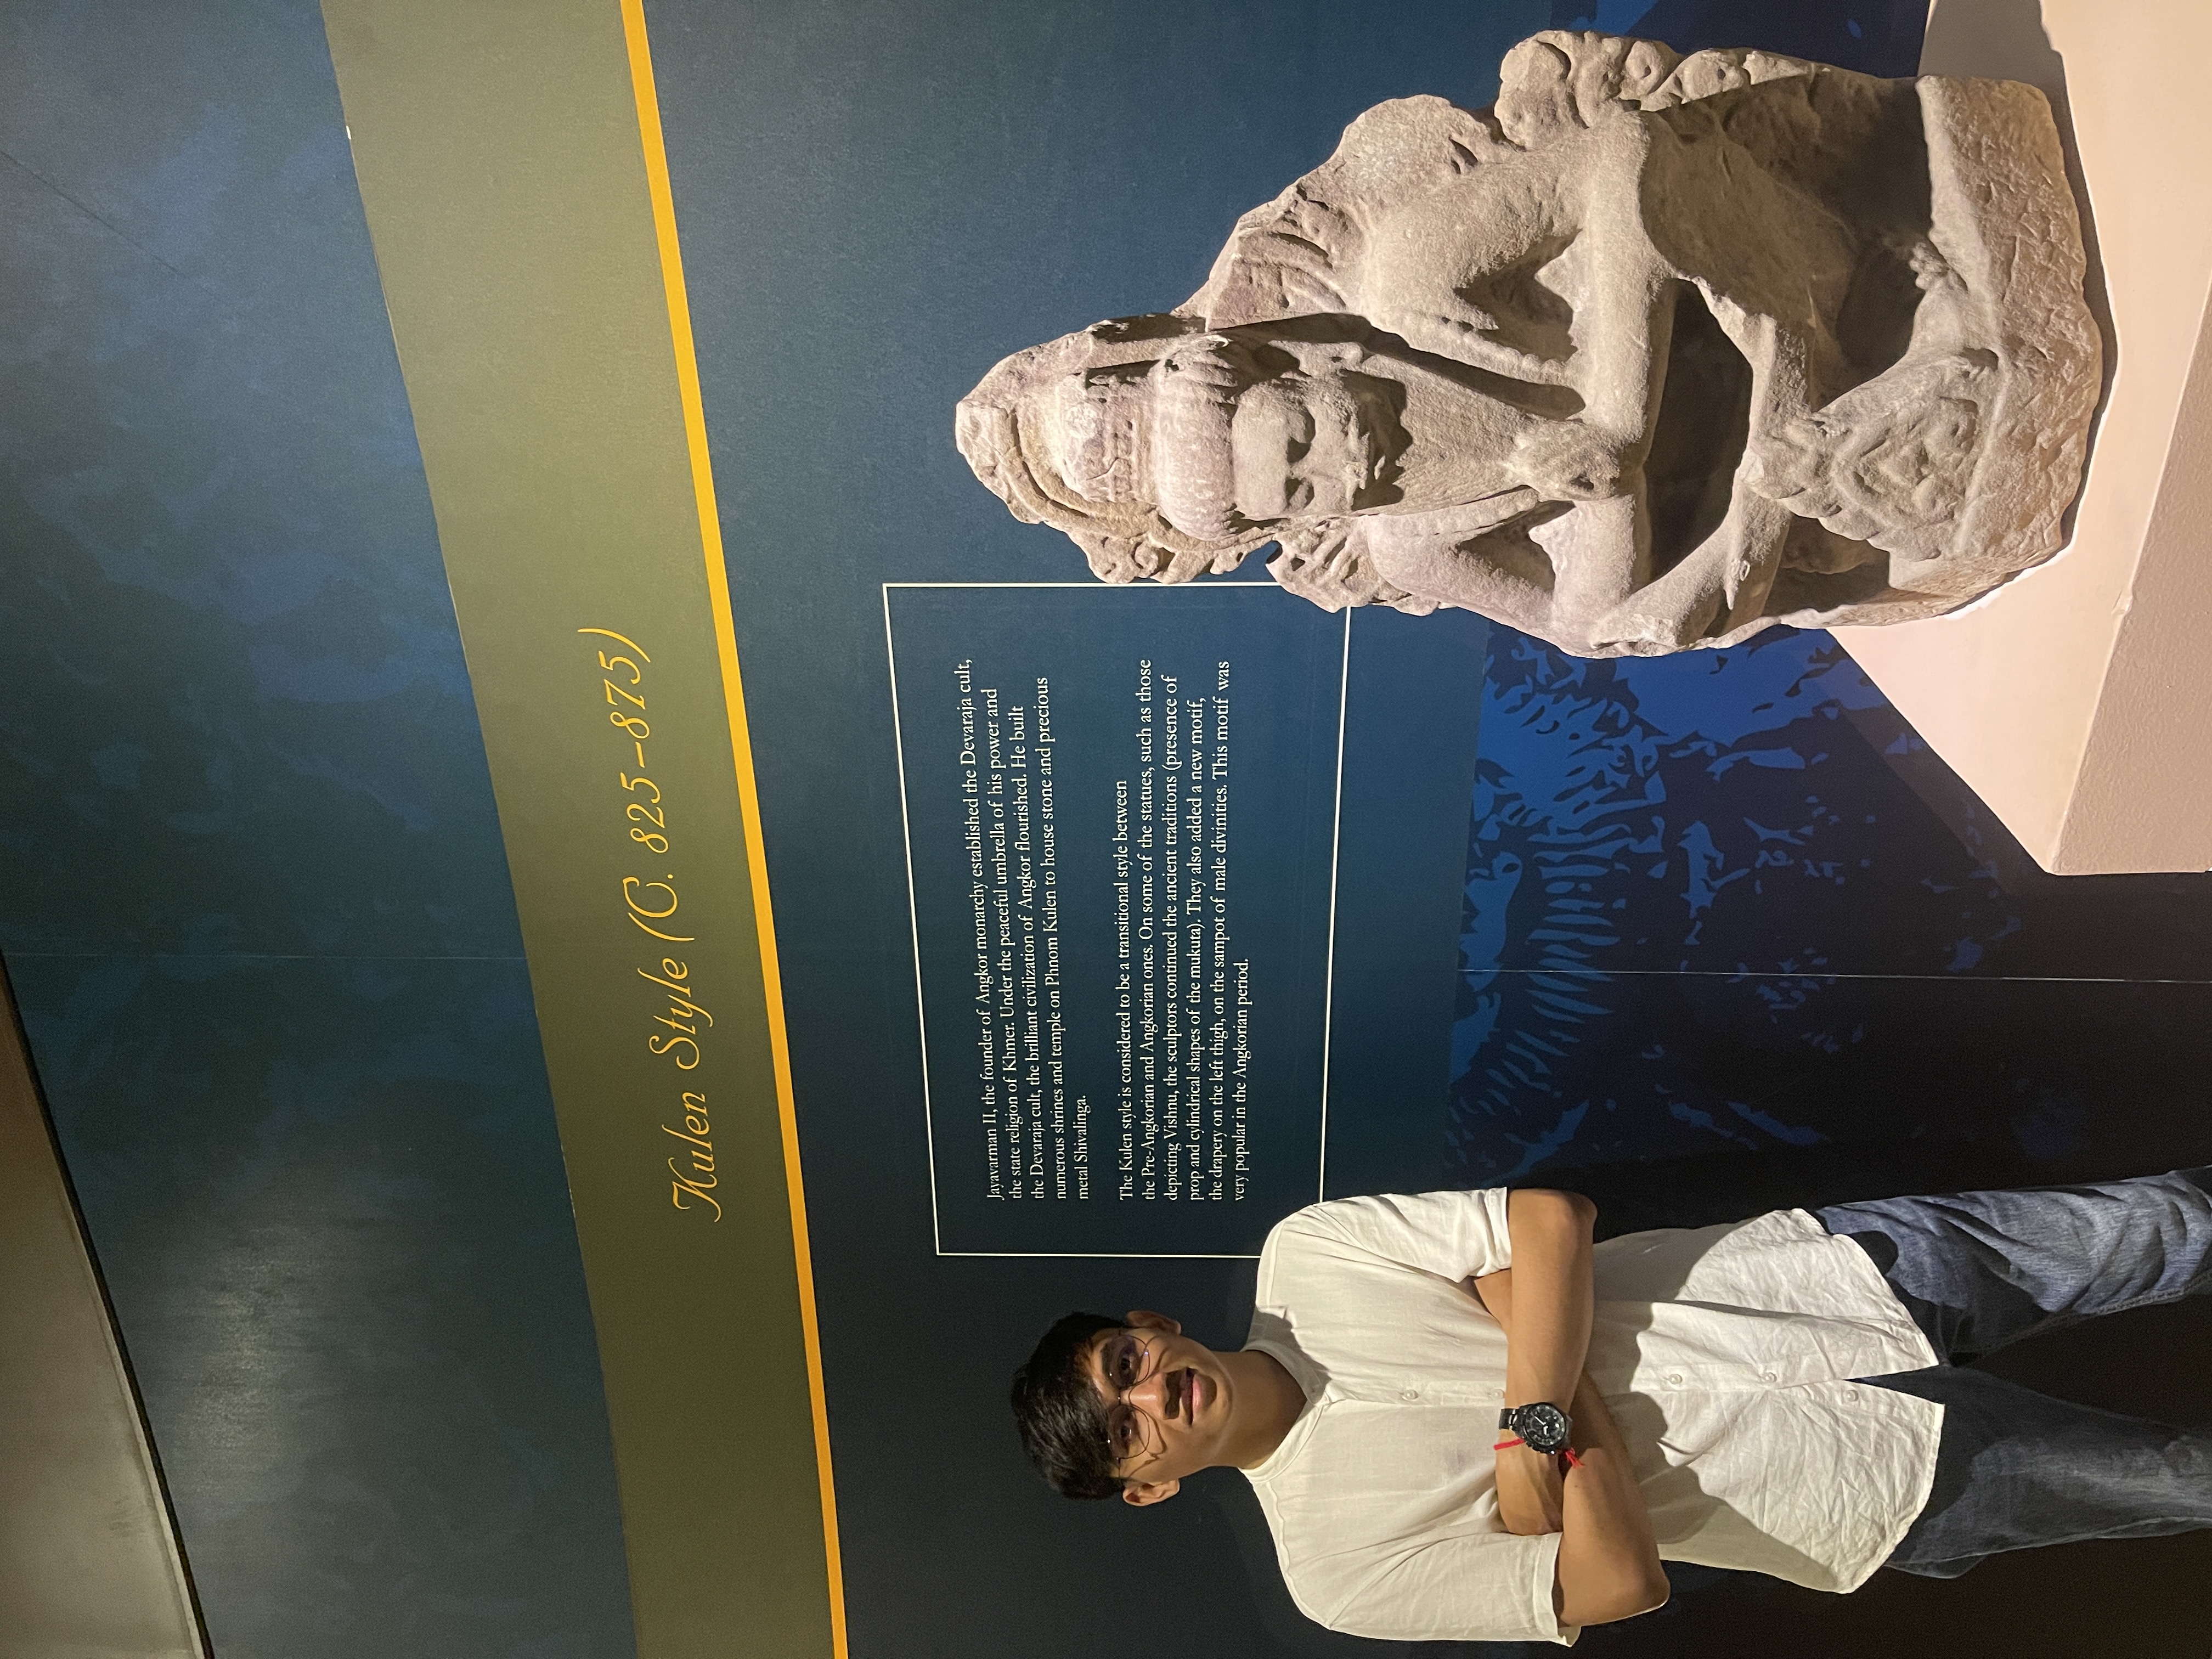 Kulen Style (C. 825-875)
Jayavarman II, the founder of Angkor monarchy established the Devaraja cult,
the state religion of Khmer. Under the peaceful umbrella of his power and
the Devaraja cult, the brilliant civilization of Angkor flourished. He built
numerous shrines and temple on Phnom Kulen to house stone and precious
metal Shivalinga.
The Kulen style is considered to be a transitional style between
the Pre-Angkorian and Angkorian ones. On some of the statues, such as those
depicting Vishnu, the sculptors continued the ancient traditions (presence of
prop and cylindrical shapes of the mukuta). They also added a new motif,
the drapery on the left thigh, on the sampot of male divinities. This motif was
very popular in the Angkorian period.